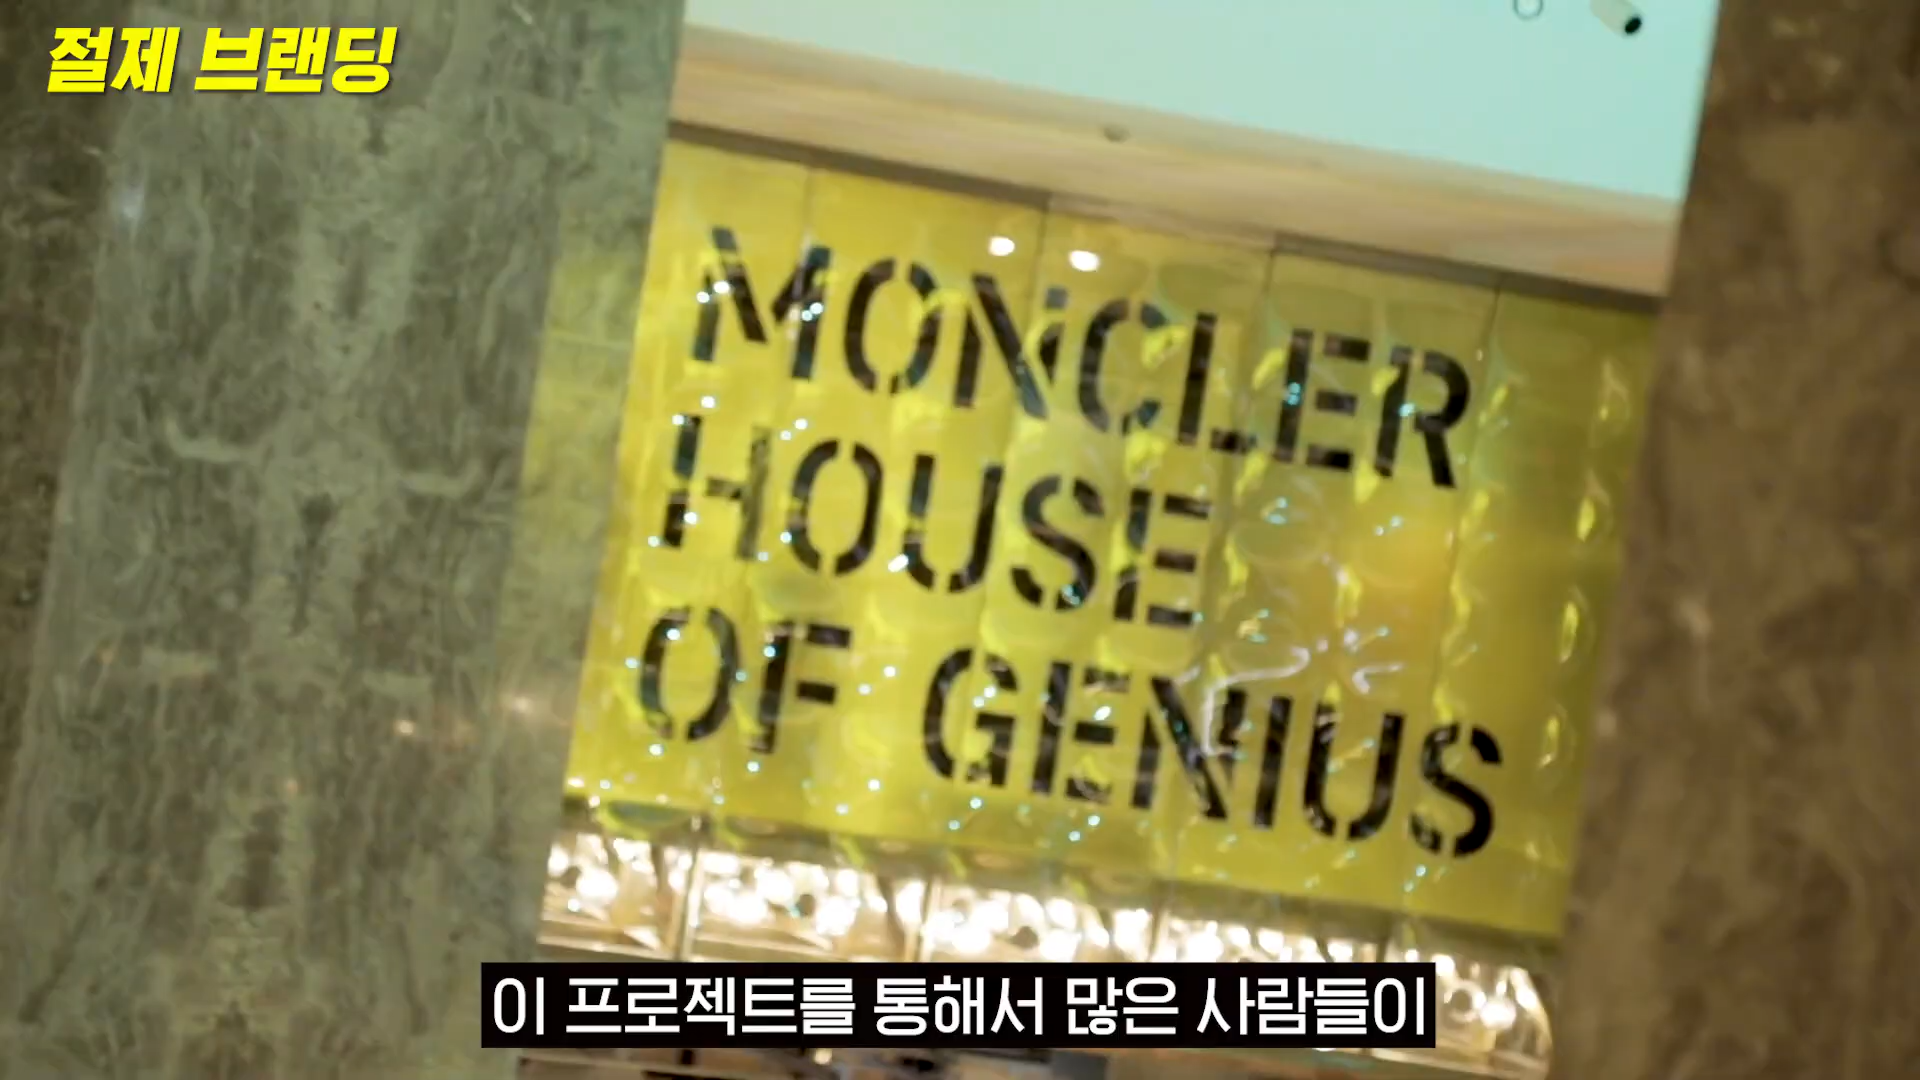 절제 브랜딩
MONCLER
HOUSE
OF GENIUS
이 프로젝트를 통해서 많은 사람들이